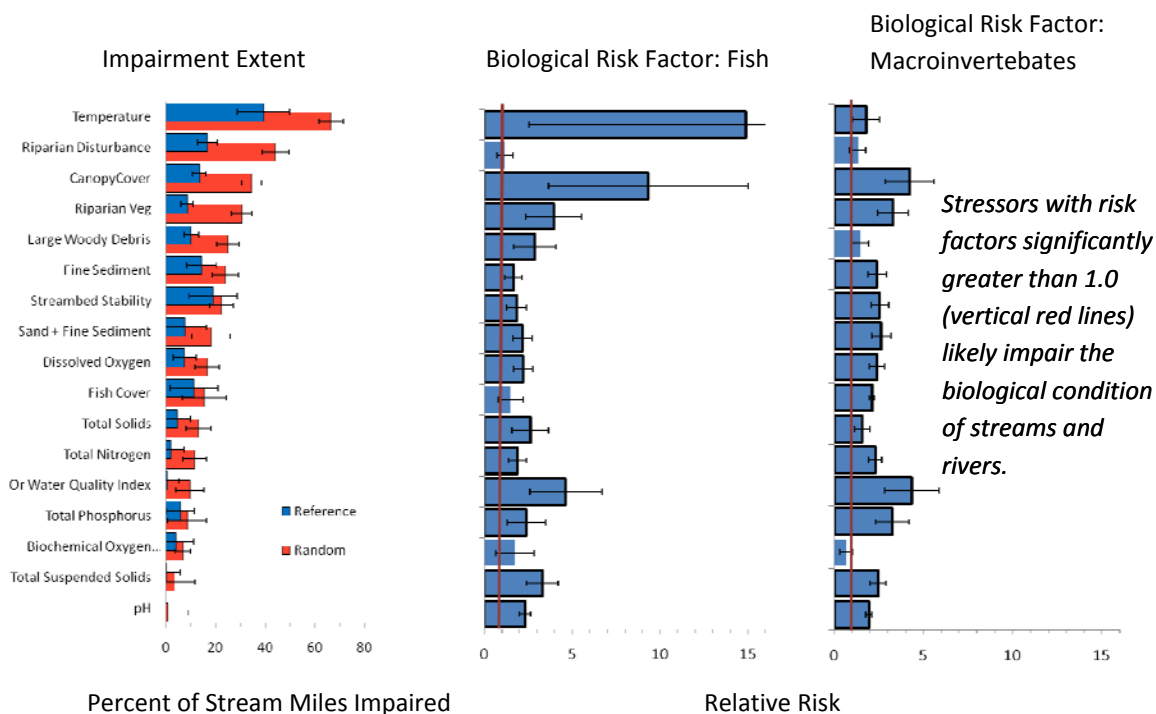 Biological Risk Factor:
Macroinvertebates
Impairment Extent
Biological Risk Factor: Fish
Temperature
Riparian Disturbance
CanopyCover
Riparian Veg
Large Woody Debris
Fine Sediment
Streambed Stability
Sand + Fine Sediment
Dissolved Oxygen
Fish Cover
Total Solids
Total Nitrogen
Or Water Quality Index
Total Phosphorus
Biochemical Oxygen...
Total Suspended Solids
pH
Reference
Random
0 20 40 60 80
0 5 10 15
0 5 10 15
Stressors with risk
factors significantly
greater than 1.0
(vertical red lines)
likely impair the
biological condition
of streams and
rivers.
Percent of Stream Miles Impaired
Relative Risk